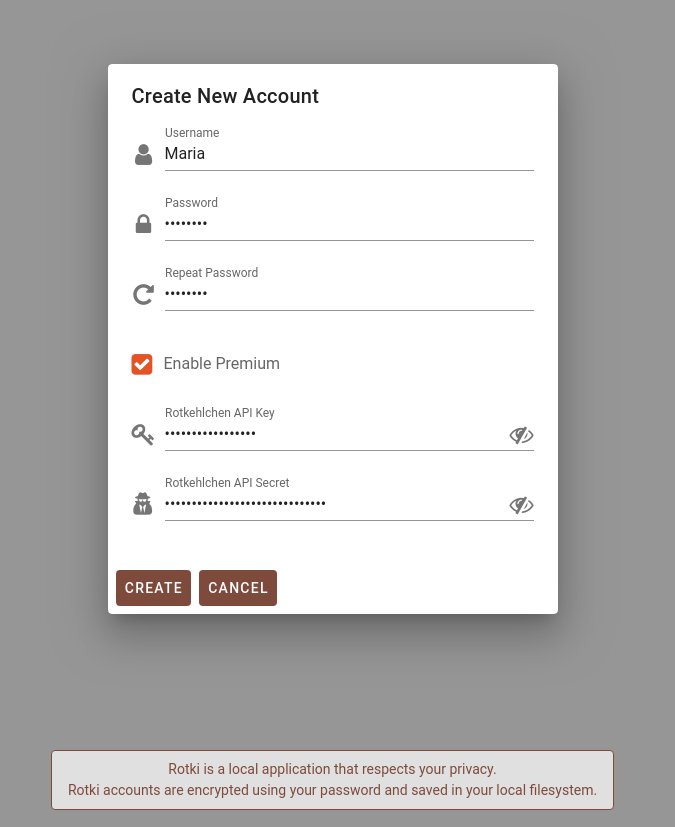 Create New Account
Username
Maria
Password
••••••••
Repeat Password
••••••••
Enable Premium
Rotkehlchen API Key
•••••••••••••••••
Rotkehlchen API Secret
••••••••••••••••••••••••••••••
CREATE CANCEL
Rotki is a local application that respects your privacy.
Rotki accounts are encrypted using your password and saved in your local filesystem.